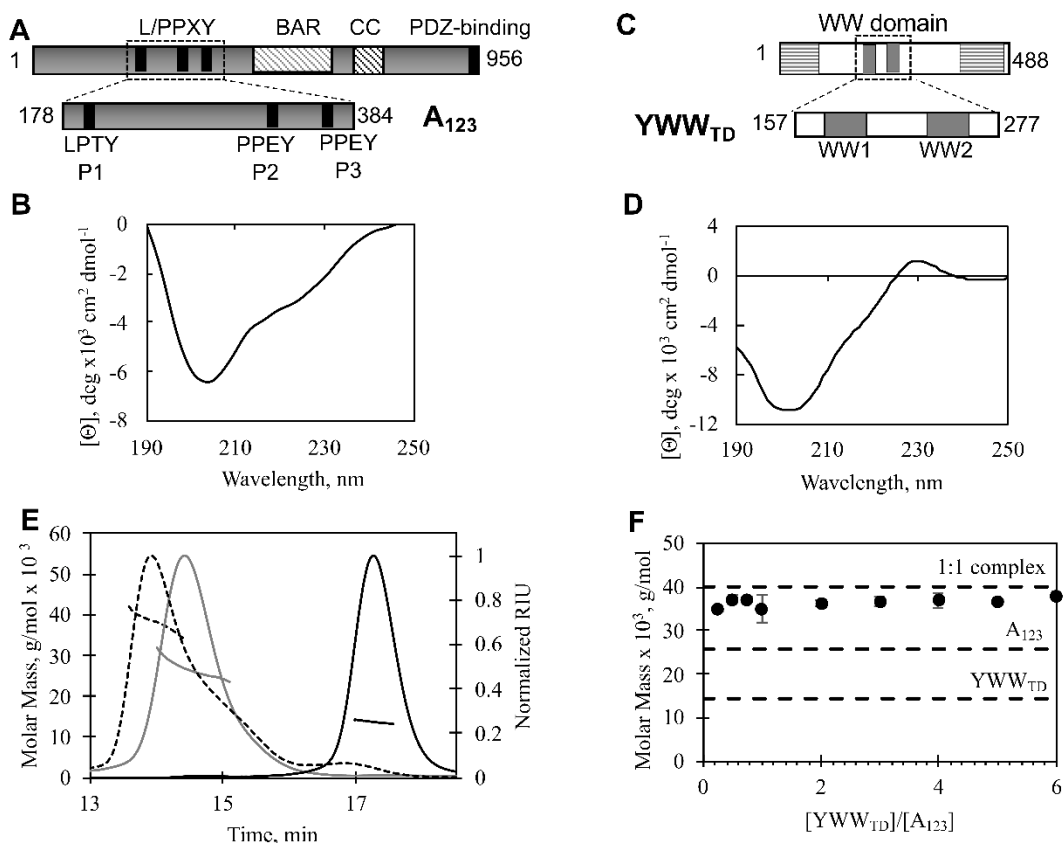 A
L/PPXY BAR CC PDZ-binding
1 956
178 384 A123
LPTY PPEY PPEY
P1 P2 P3
C
WW domain
1 488
YWWTD 157 277
WW1 WW2
B
0
-2
-4
-6
-8
190 210 230 250
[Θ], deg x10³ cm² dmol⁻¹
Wavelength, nm
D
4
0
-4
-8
-12
190 210 230 250
[Θ], deg x 10³ cm² dmol⁻¹
Wavelength, nm
E
60
50
40
30
20
10
0
13 15 17
1
0.8
0.6
0.4
0.2
0
Molar Mass, g/mol x 10³
Normalized RIU
Time, min
F
50
40
30
20
10
0
0 2 4 6
1:1 complex
A₁₂₃
YWWTD
Molar Mass x 10³, g/mol
[YWWTD]/[A₁₂₃]